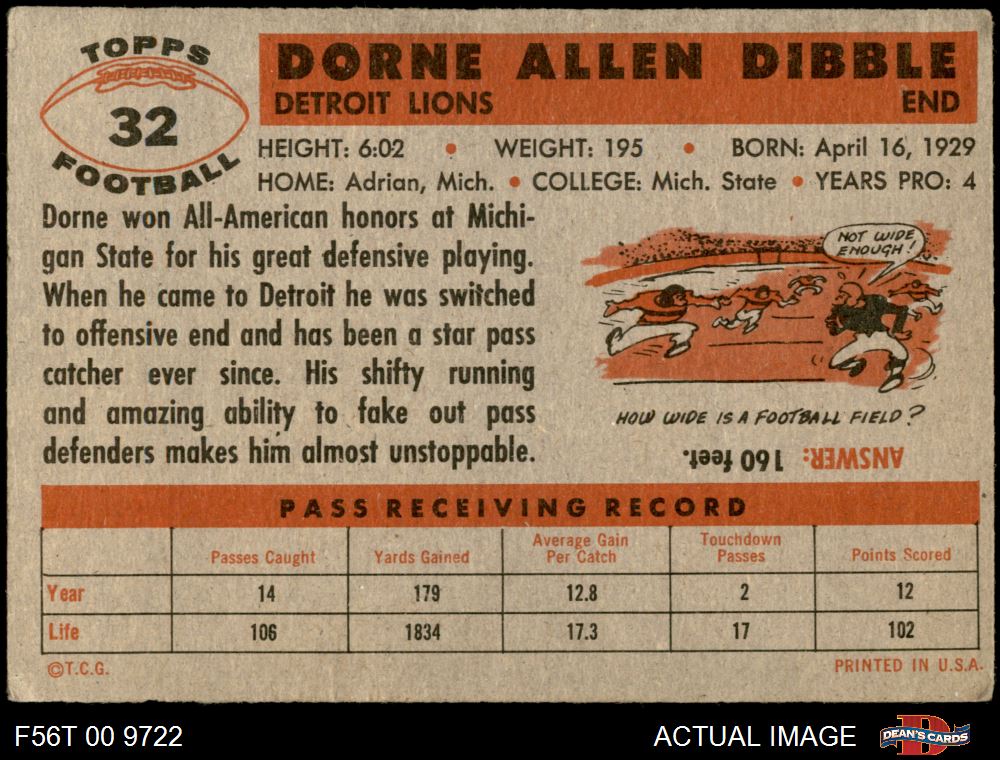 TOPPS
32
FOOTBALL
DORNE ALLEN DIBBLE
DETROIT LIONS END
HEIGHT: 6:02 • WEIGHT: 195 • BORN: April 16, 1929
HOME: Adrian, Mich. • COLLEGE: Mich. State • YEARS PRO: 4
Dorne won All-American honors at Michi-
gan State for his great defensive playing.
When he came to Detroit he was switched
to offensive end and has been a star pass
catcher ever since. His shifty running
and amazing ability to fake out pass
defenders makes him almost unstoppable.
NOT WIDE
ENOUGH!
HOW WIDE IS A FOOTBALL FIELD?
ANSWER: 160 feet.
PASS RECEIVING RECORD
Passes Caught Yards Gained Average Gain Per Catch Touchdown Passes Points Scored
Year 14 179 12.8 2 12
Life 106 1834 17.3 17 102
©T.C.G. PRINTED IN U.S.A.
F56T 00 9722 ACTUAL IMAGE D DEAN'S CARDS